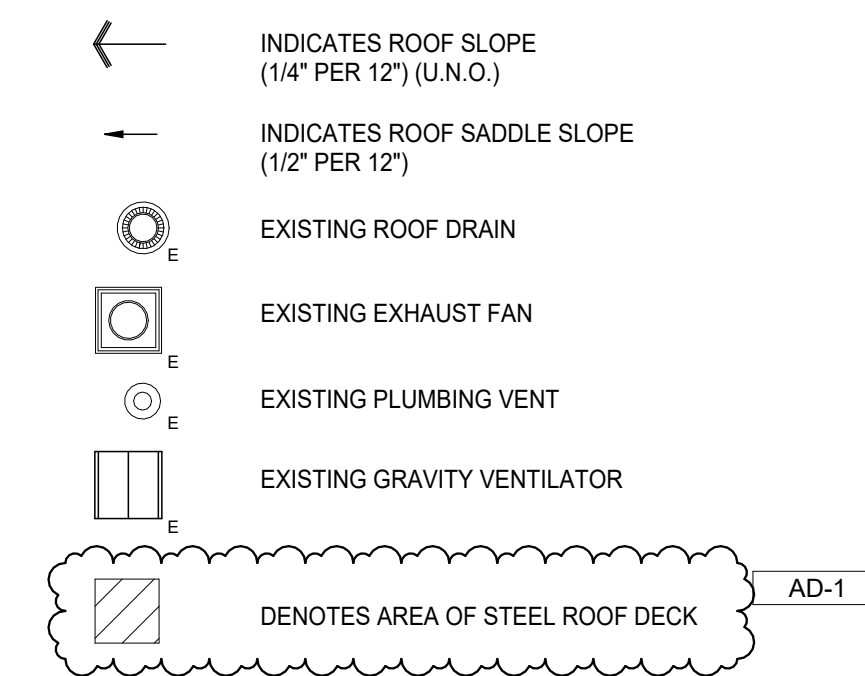 INDICATES ROOF SLOPE
(1/4" PER 12") (U.N.O.)
INDICATES ROOF SADDLE SLOPE
(1/2" PER 12")
EXISTING ROOF DRAIN
E
EXISTING EXHAUST FAN
E
EXISTING PLUMBING VENT
E
EXISTING GRAVITY VENTILATOR
E
AD-1
DENOTES AREA OF STEEL ROOF DECK